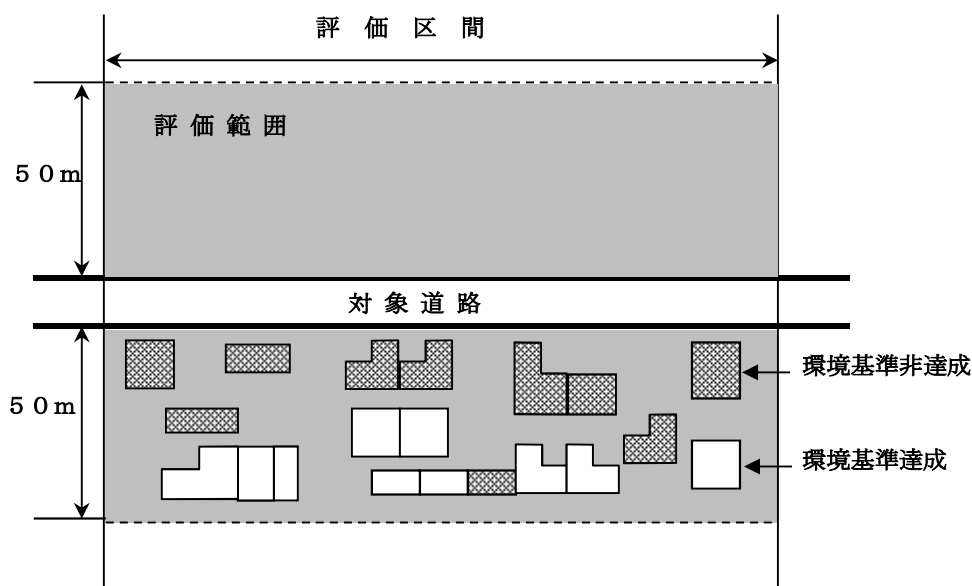 評 価 区 間
評 価 範 囲
５０ｍ
対 象 道 路
環境基準非達成
５０ｍ
環境基準達成